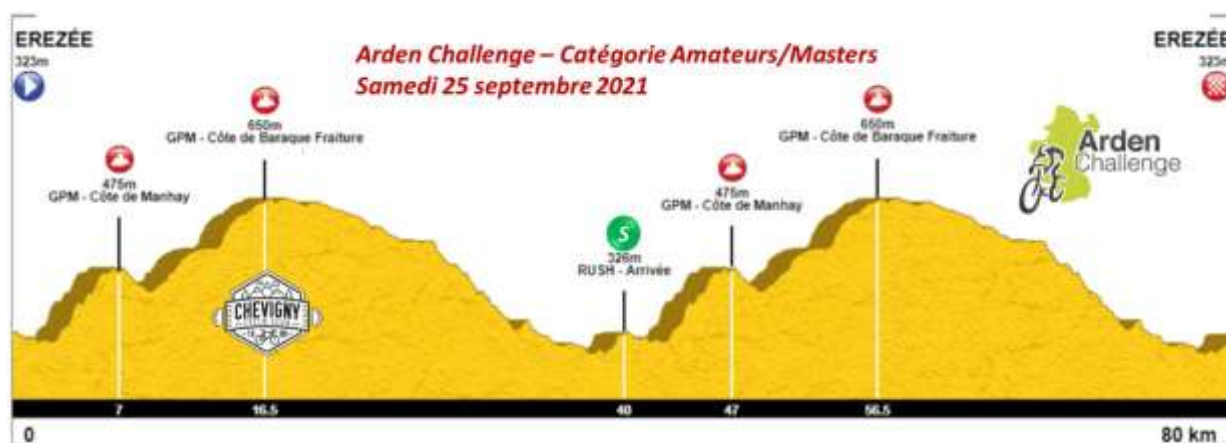 EREZÉE
323m
Arden Challenge – Catégorie Amateurs/Masters
Samedi 25 septembre 2021
EREZÉE
323m
650m
GPM - Côte de Baraque Fraiture
650m
GPM - Côte de Baraque Fraiture
Arden
Challenge
475m
GPM - Côte de Manhay
475m
GPM - Côte de Manhay
S
326m
RUSH - Arrivée
CHEVIGNY
7
16.5
40
47
56.5
0
80 km